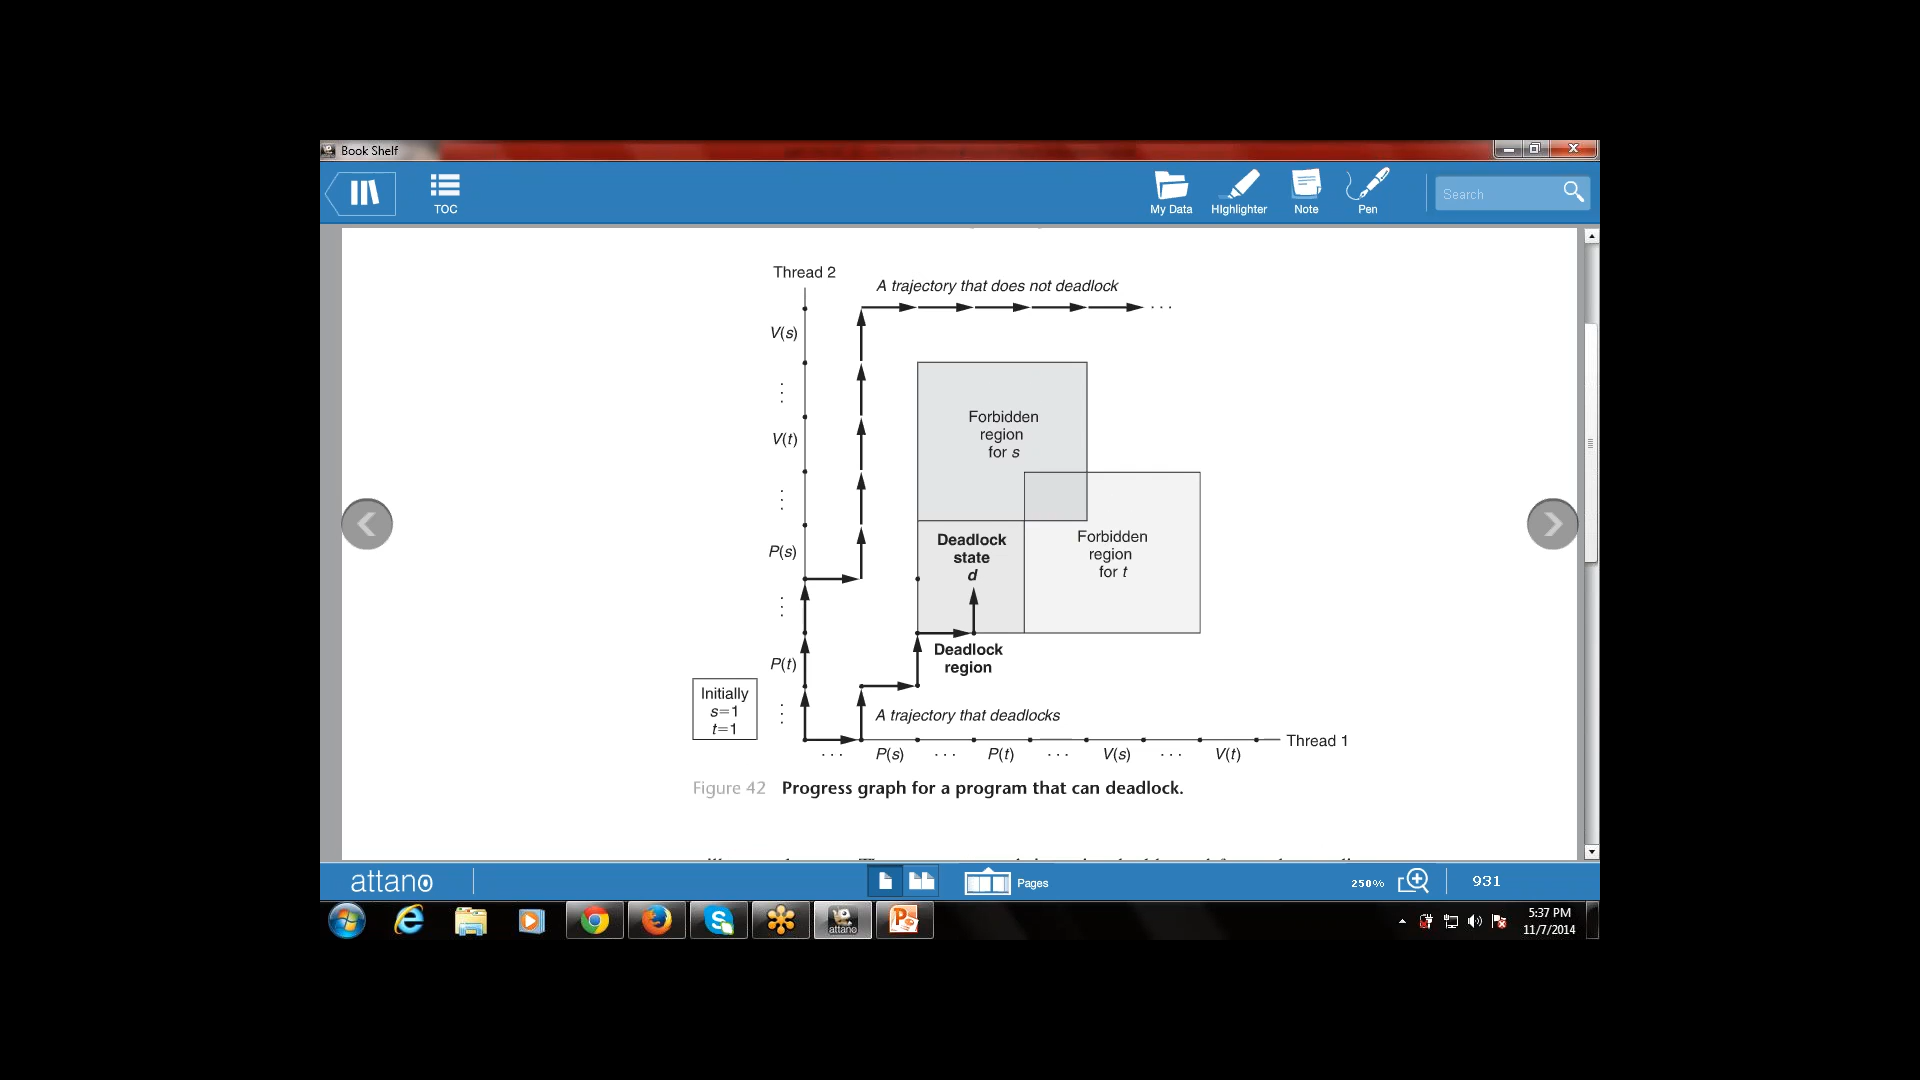 Book Shelf
TOC
My Data
HIghlighter
Note
Pen
Search
Thread 2
A trajectory that does not deadlock
. . .
V(s)
⋮
V(t)
⋮
P(s)
⋮
P(t)
⋮
Forbidden
region
for s
Forbidden
region
for t
Deadlock
state
d
Deadlock
region
Initially
s=1
t=1
A trajectory that deadlocks
Thread 1
. . . P(s) . . . P(t) . . . V(s) . . . V(t)
Figure 42 Progress graph for a program that can deadlock.
attano
Pages
250%
931
attano
5:37 PM
11/7/2014